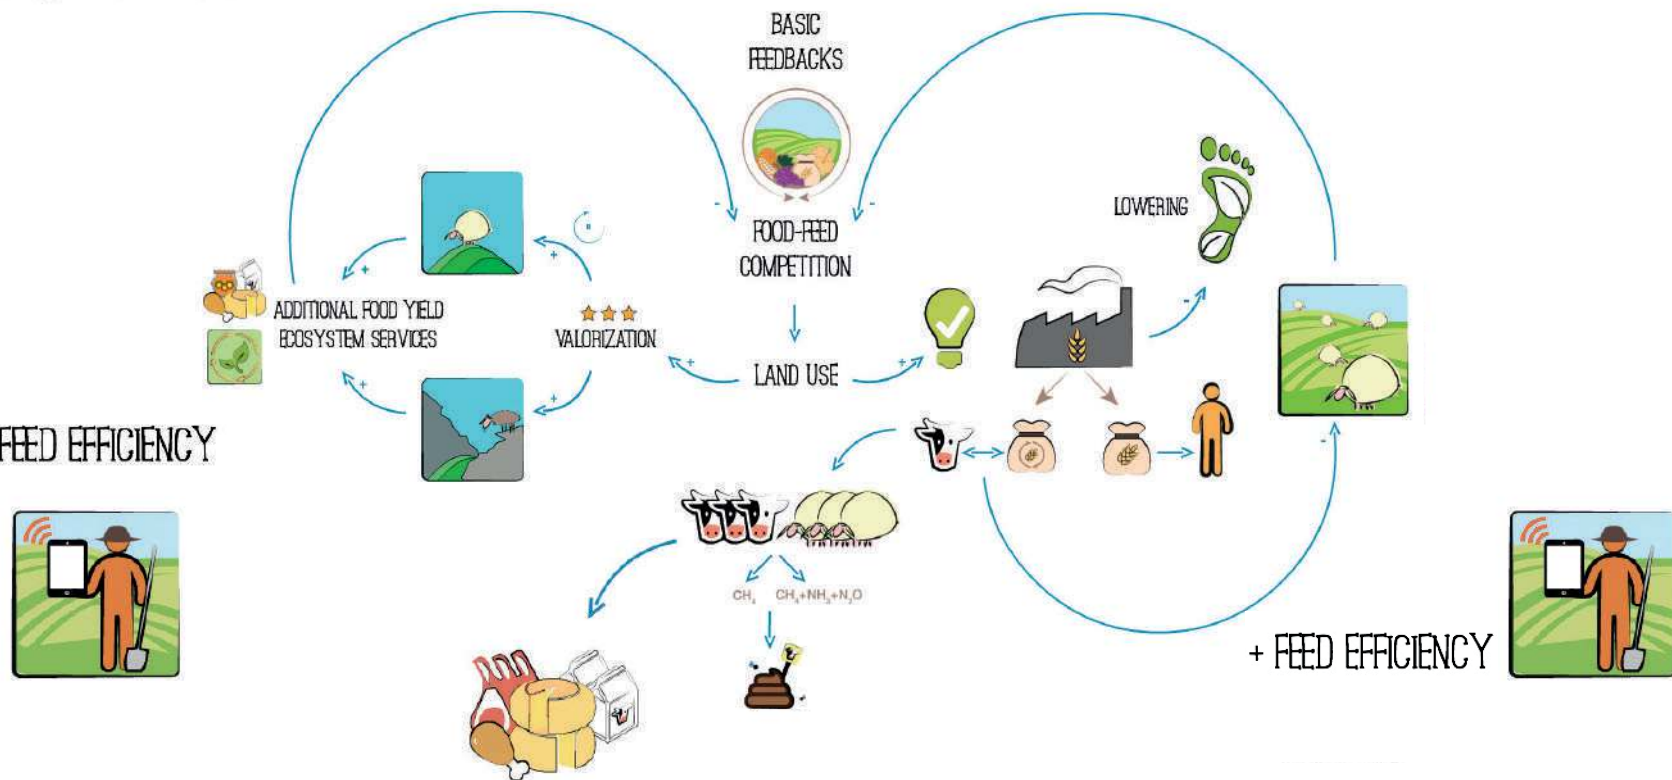 BASIC
FEEDBACKS
FOOD-FEED
COMPETITION
LAND USE
LOWERING
ADDITIONAL FOOD YIELD
ECOSYSTEM SERVICES
VALORIZATION
FEED EFFICIENCY
CH₄ CH₄+NH₃+N₂O
+ FEED EFFICIENCY